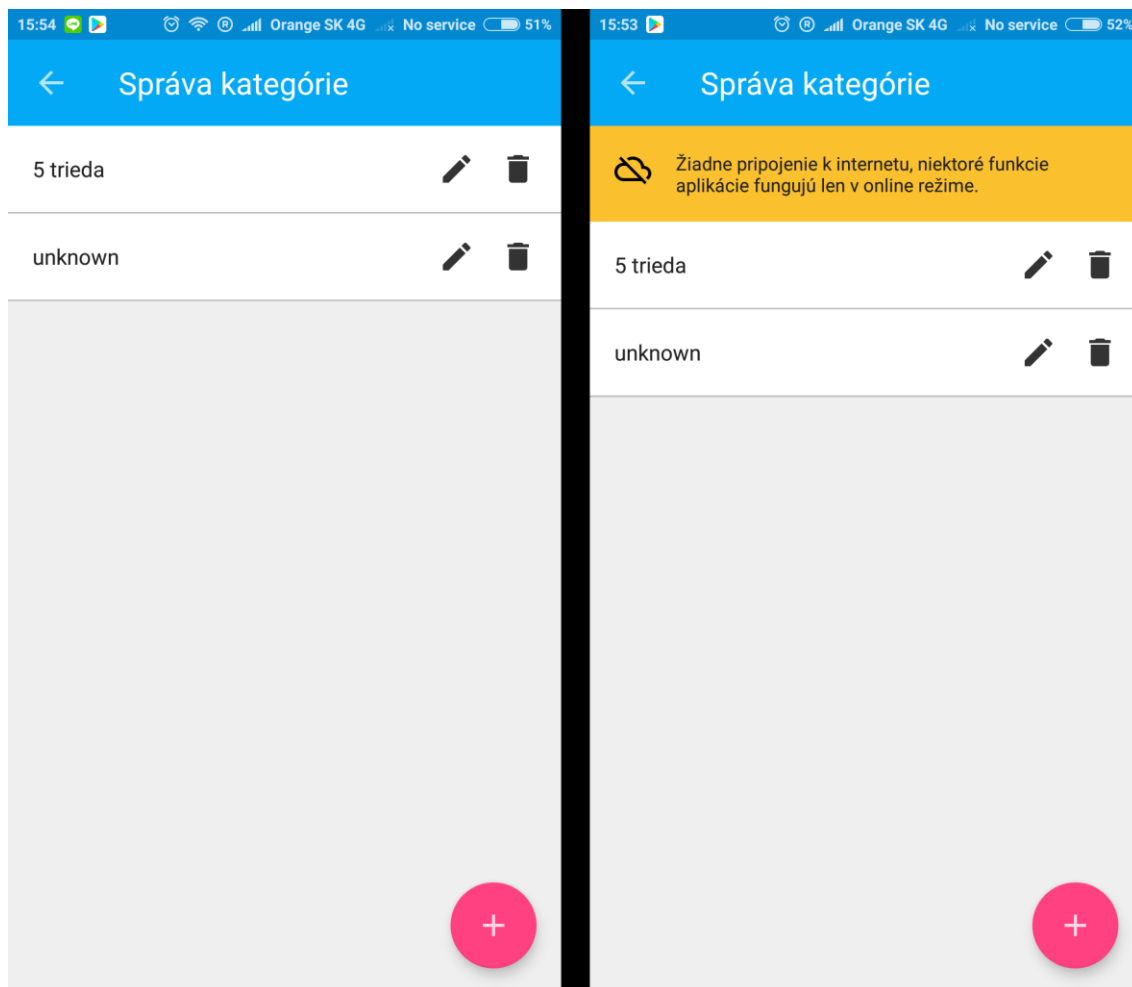 15:54 Orange SK 4G No service 51%
Správa kategórie
5 trieda
unknown
15:53 Orange SK 4G No service 52%
Správa kategórie
Žiadne pripojenie k internetu, niektoré funkcie
aplikácie fungujú len v online režime.
5 trieda
unknown